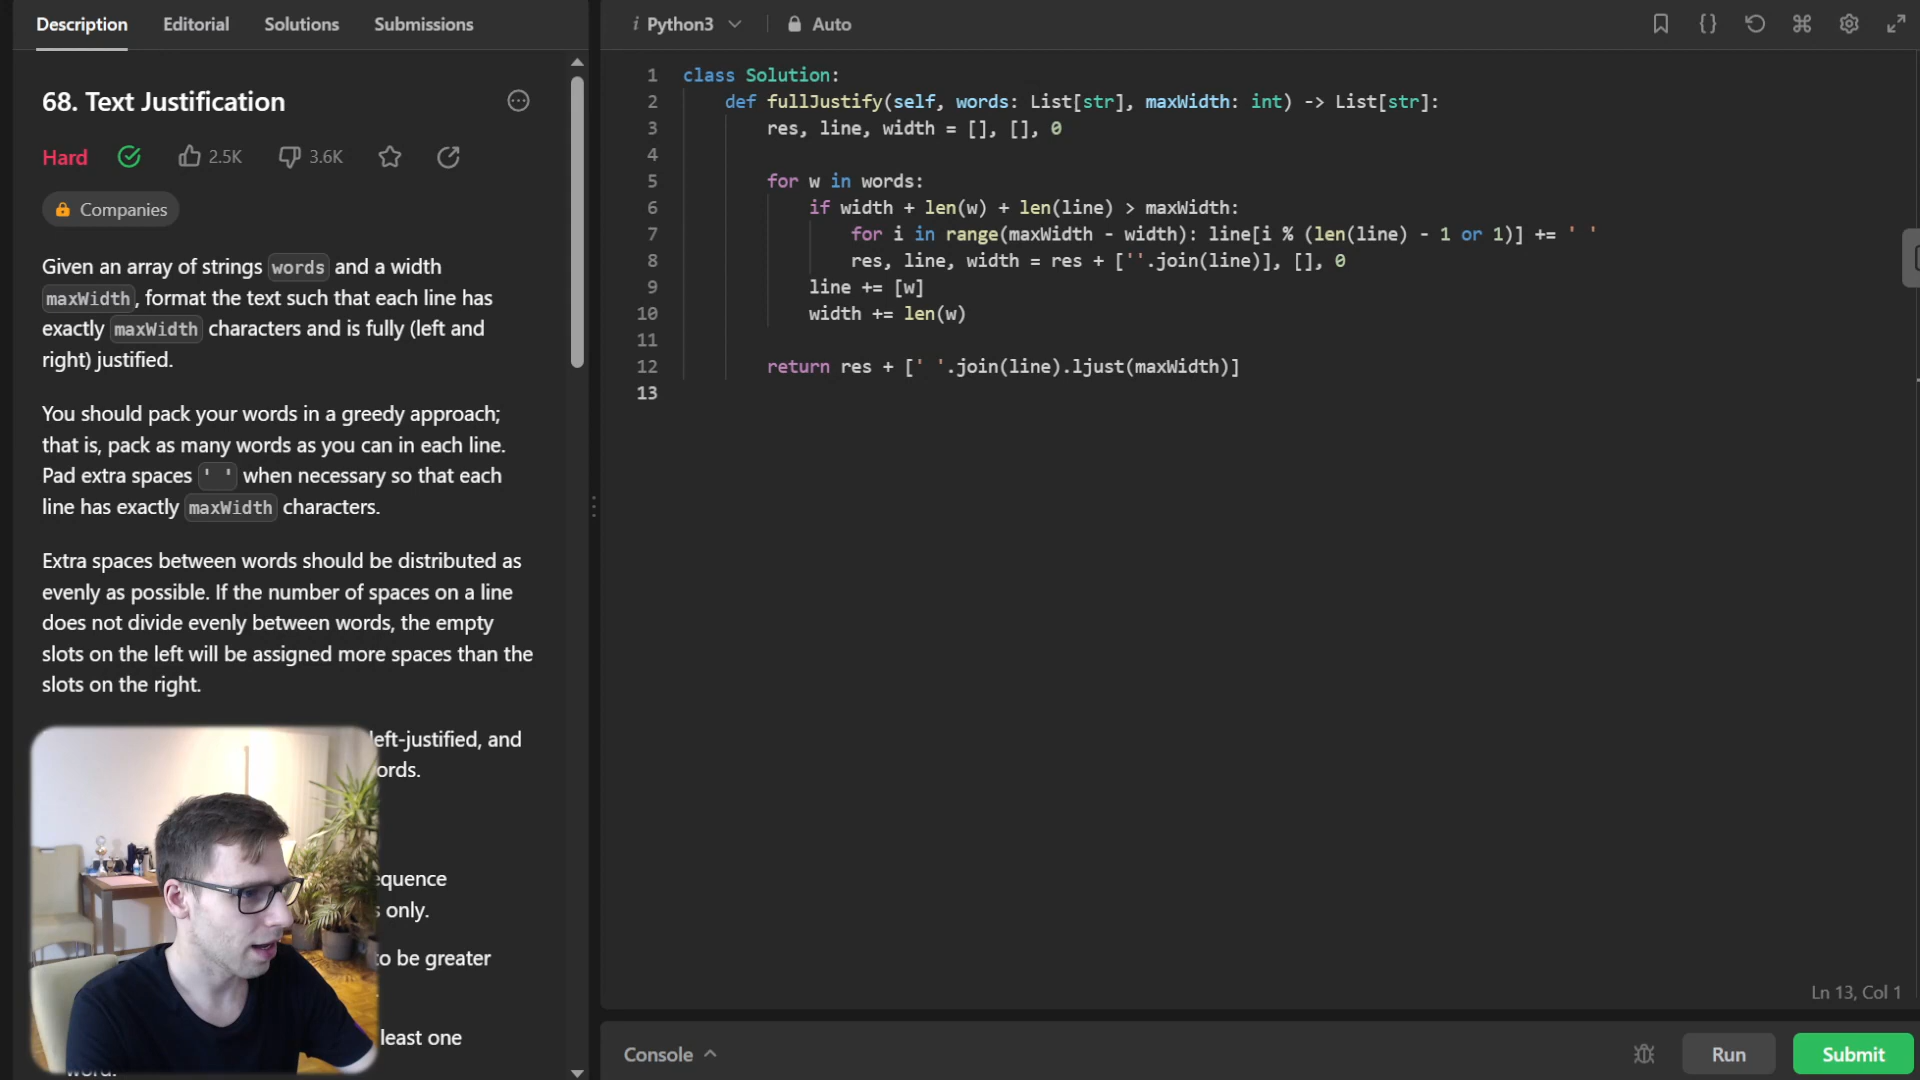 Description Editorial Solutions Submissions
Python3 Auto
68. Text Justification
Hard 2.5K 3.6K
Companies
Given an array of strings words and a width
maxWidth, format the text such that each line has
exactly maxWidth characters and is fully (left and
right) justified.
You should pack your words in a greedy approach;
that is, pack as many words as you can in each line.
Pad extra spaces ' ' when necessary so that each
line has exactly maxWidth characters.
Extra spaces between words should be distributed as
evenly as possible. If the number of spaces on a line
does not divide evenly between words, the empty
slots on the left will be assigned more spaces than the
slots on the right.
left-justified, and
ords.
equence
s only.
to be greater
least one
word.
1 class Solution:
2 def fullJustify(self, words: List[str], maxWidth: int) -> List[str]:
3 res, line, width = [], [], 0
4
5 for w in words:
6 if width + len(w) + len(line) > maxWidth:
7 for i in range(maxWidth - width): line[i % (len(line) - 1 or 1)] += ' '
8 res, line, width = res + [''.join(line)], [], 0
9 line += [w]
10 width += len(w)
11
12 return res + [' '.join(line).ljust(maxWidth)]
13
Ln 13, Col 1
Console Run Submit